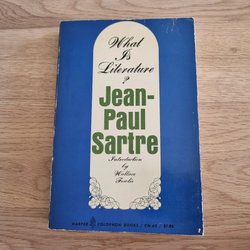 What
Is
Literature
?
Jean-
Paul
Sartre
Introduction
by
Wallace
Fowlie
HARPER COLOPHON BOOKS